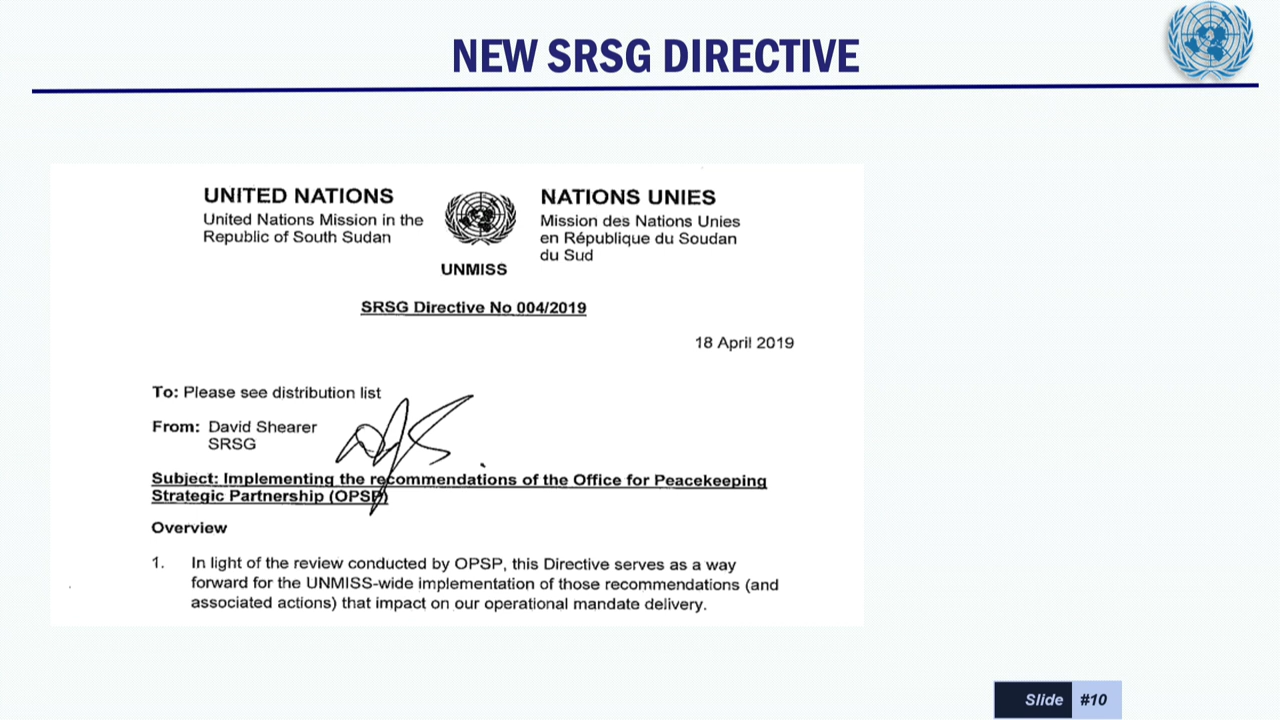 NEW SRSG DIRECTIVE
UNITED NATIONS
United Nations Mission in the
Republic of South Sudan
UNMISS
NATIONS UNIES
Mission des Nations Unies
en République du Soudan
du Sud
SRSG Directive No 004/2019
18 April 2019
To: Please see distribution list
From: David Shearer
SRSG
Subject: Implementing the recommendations of the Office for Peacekeeping
Strategic Partnership (OPSP)
Overview
1. In light of the review conducted by OPSP, this Directive serves as a way
forward for the UNMISS-wide implementation of those recommendations (and
associated actions) that impact on our operational mandate delivery.
Slide #10